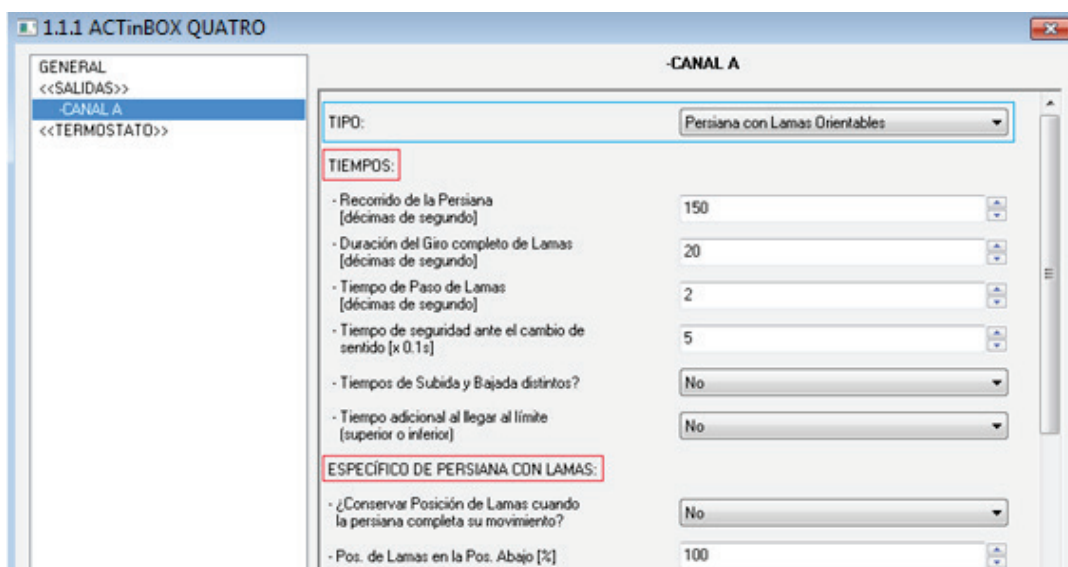 1.1.1 ACTinBOX QUATRO
GENERAL
<<SALIDAS>>
-CANAL A
<<TERMOSTATO>>
-CANAL A
TIPO:
Persiana con Lamas Orientables
TIEMPOS:
- Recorrido de la Persiana
[décimas de segundo]
150
- Duración del Giro completo de Lamas
[décimas de segundo]
20
- Tiempo de Paso de Lamas
[décimas de segundo]
2
- Tiempo de seguridad ante el cambio de
sentido [x 0.1s]
5
- Tiempos de Subida y Bajada distintos?
No
- Tiempo adicional al llegar al límite
(superior o inferior)
No
ESPECÍFICO DE PERSIANA CON LAMAS:
- ¿Conservar Posición de Lamas cuando
la persiana completa su movimiento?
No
- Pos. de Lamas en la Pos. Abajo [%]
100